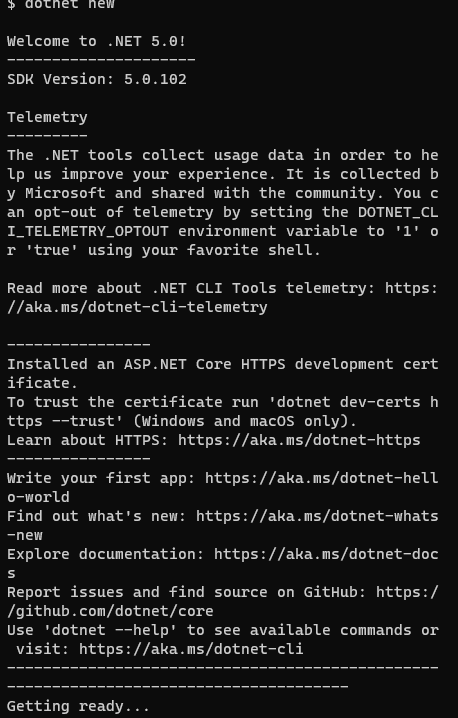 $ dotnet new
Welcome to .NET 5.0!
---------------------
SDK Version: 5.0.102
Telemetry
---------
The .NET tools collect usage data in order to he
lp us improve your experience. It is collected b
y Microsoft and shared with the community. You c
an opt-out of telemetry by setting the DOTNET_CL
I_TELEMETRY_OPTOUT environment variable to '1' o
r 'true' using your favorite shell.
Read more about .NET CLI Tools telemetry: https:
//aka.ms/dotnet-cli-telemetry
----------------
Installed an ASP.NET Core HTTPS development cert
ificate.
To trust the certificate run 'dotnet dev-certs h
ttps --trust' (Windows and macOS only).
Learn about HTTPS: https://aka.ms/dotnet-https
----------------
Write your first app: https://aka.ms/dotnet-hell
o-world
Find out what's new: https://aka.ms/dotnet-whats
-new
Explore documentation: https://aka.ms/dotnet-doc
s
Report issues and find source on GitHub: https:/
/github.com/dotnet/core
Use 'dotnet --help' to see available commands or
 visit: https://aka.ms/dotnet-cli
------------------------------------------------
--------------------------------------
Getting ready...